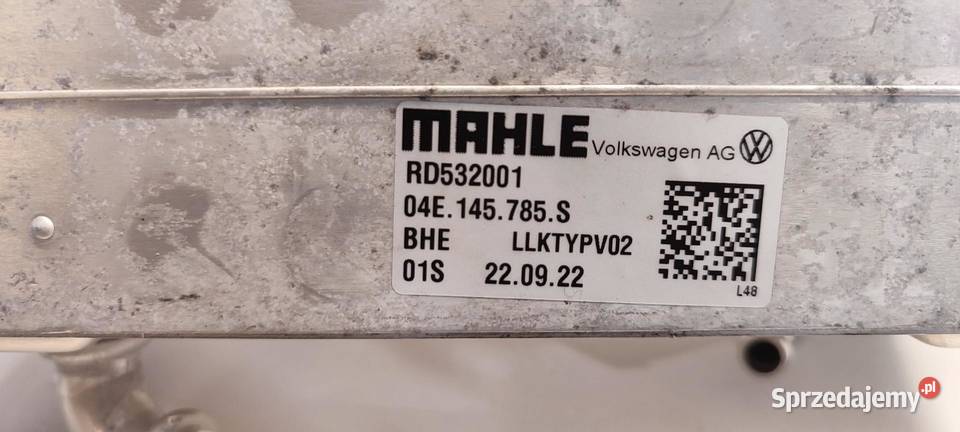 MAHLE Volkswagen AG
RD532001
04E.145.785.S
BHE LLKTYPV02
01S 22.09.22
L48
Sprzedajemy.pl